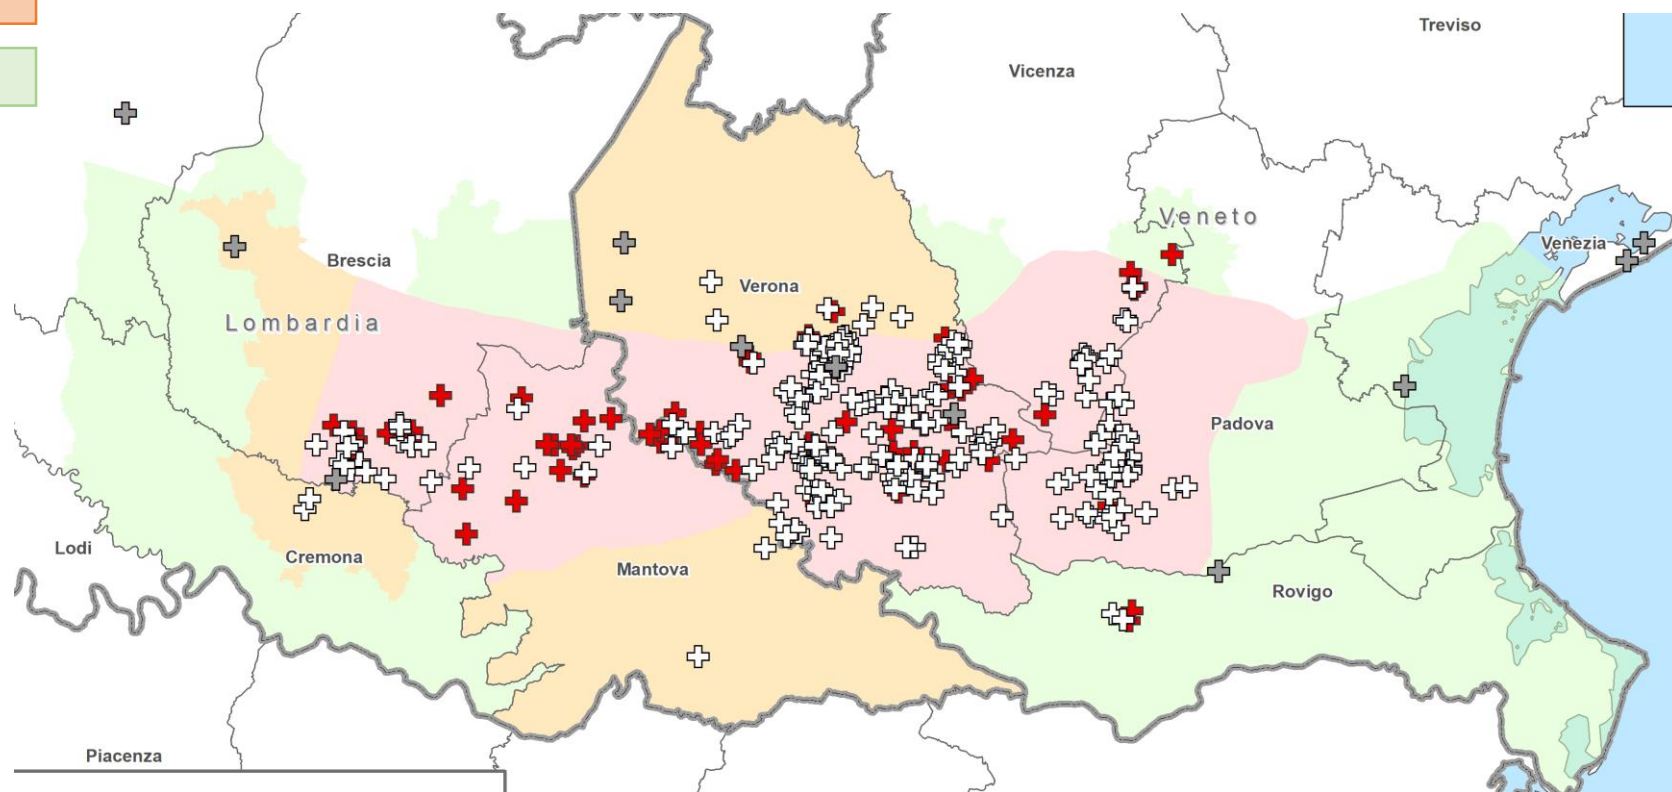 Treviso
Vicenza
Veneto
Venezia
Brescia
Verona
Lombardia
Padova
Lodi
Cremona
Mantova
Rovigo
Piacenza